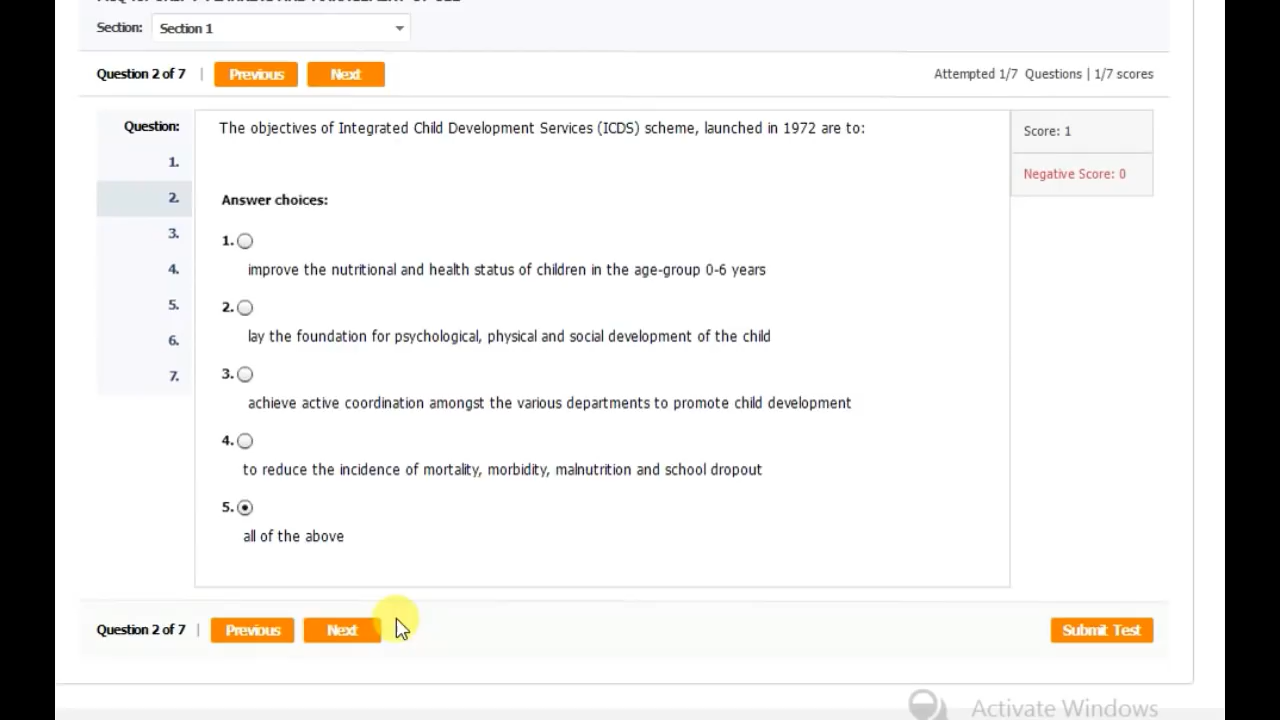 Section: Section 1
Question 2 of 7 | Previous Next Attempted 1/7 Questions | 1/7 scores
Question: The objectives of Integrated Child Development Services (ICDS) scheme, launched in 1972 are to: Score: 1
1.
Negative Score: 0
2.
3.
4.
5.
6.
7.
Answer choices:
1.
improve the nutritional and health status of children in the age-group 0-6 years
2.
lay the foundation for psychological, physical and social development of the child
3.
achieve active coordination amongst the various departments to promote child development
4.
to reduce the incidence of mortality, morbidity, malnutrition and school dropout
5.
all of the above
Question 2 of 7 | Previous Next Submit Test
Activate Windows